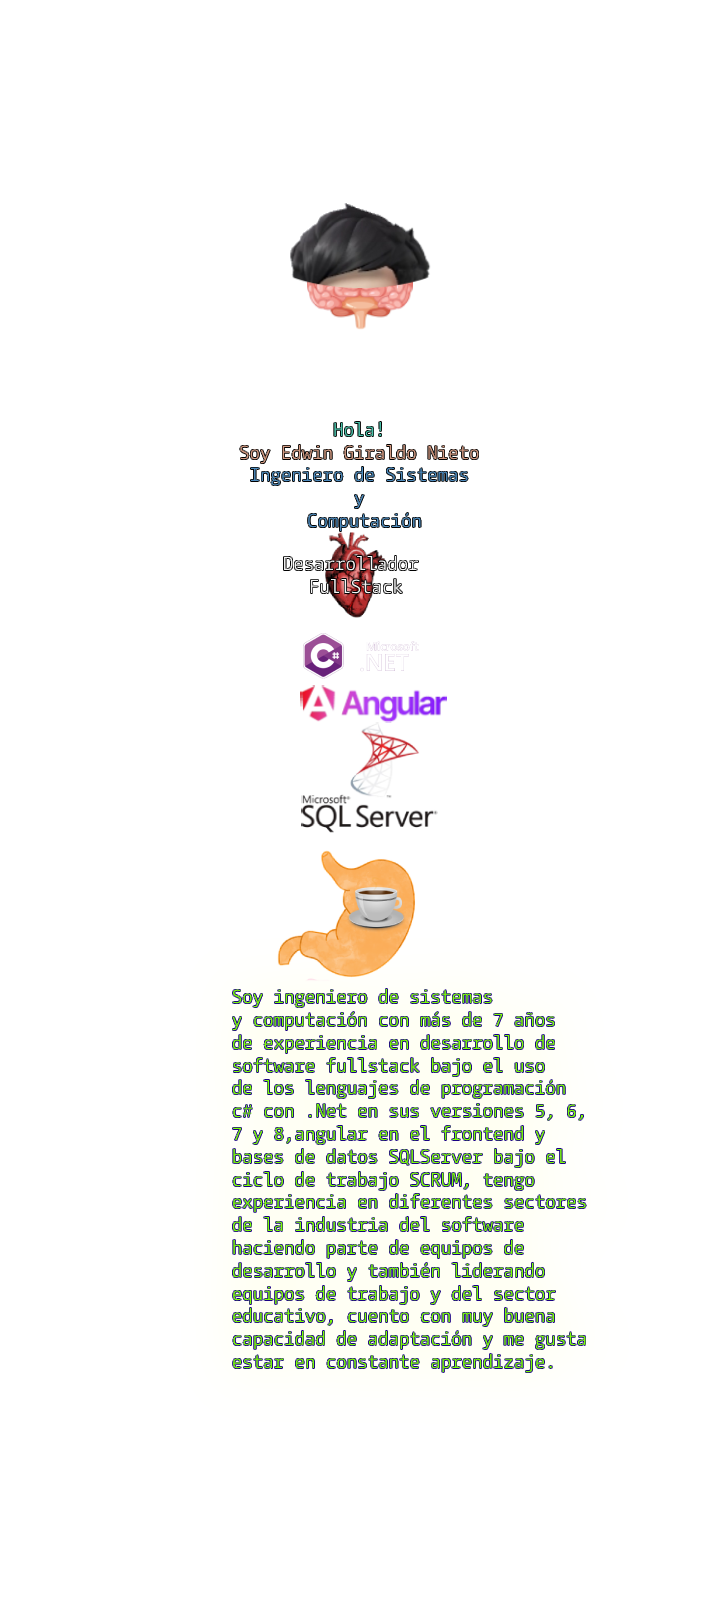 Hola!
Soy Edwin Giraldo Nieto
Ingeniero de Sistemas
y
Computación
Desarrollador
FullStack
C#
Microsoft
.NET
Angular
Microsoft®
SQL Server®
Soy ingeniero de sistemas
y computación con más de 7 años
de experiencia en desarrollo de
software fullstack bajo el uso
de los lenguajes de programación
c# con .Net en sus versiones 5, 6,
7 y 8,angular en el frontend y
bases de datos SQLServer bajo el
ciclo de trabajo SCRUM, tengo
experiencia en diferentes sectores
de la industria del software
haciendo parte de equipos de
desarrollo y también liderando
equipos de trabajo y del sector
educativo, cuento con muy buena
capacidad de adaptación y me gusta
estar en constante aprendizaje.